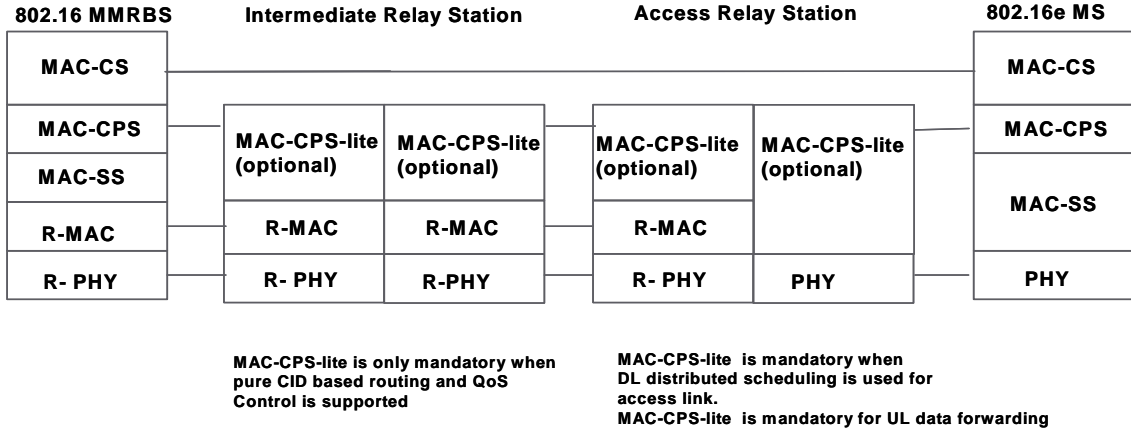 802.16 MMRBS
Intermediate Relay Station
Access Relay Station
802.16e MS
MAC-CS
MAC-CPS
MAC-SS
R-MAC
R- PHY
MAC-CPS-lite
(optional)
R-MAC
R- PHY
MAC-CPS-lite
(optional)
R-MAC
R-PHY
MAC-CPS-lite
(optional)
R-MAC
R- PHY
MAC-CPS-lite
(optional)
PHY
MAC-CS
MAC-CPS
MAC-SS
PHY
MAC-CPS-lite is only mandatory when
pure CID based routing and QoS
Control is supported
MAC-CPS-lite is mandatory when
DL distributed scheduling is used for
access link.
MAC-CPS-lite is mandatory for UL data forwarding